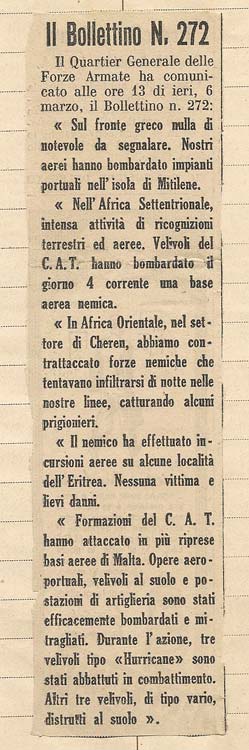 Il Bollettino N. 272
Il Quartier Generale delle
Forze Armate ha comuni-
cato alle ore 13 di ieri, 6
marzo, il Bollettino n. 272:
« Sul fronte greco nulla di
notevole da segnalare. Nostri
aerei hanno bombardato impianti
portuali nell'isola di Mitilene.
« Nell'Africa Settentrionale,
intensa attività di ricognizioni
terrestri ed aeree. Velivoli del
C.A.T. hanno bombardato il
giorno 4 corrente una base
aerea nemica.
« In Africa Orientale, nel set-
tore di Cheren, abbiamo con-
trattaccato forze nemiche che
tentavano infiltrarsi di notte nelle
nostre linee, catturando alcuni
prigionieri.
« Il nemico ha effettuato in-
cursioni aeree su alcune località
dell'Eritrea. Nessuna vittima e
lievi danni.
« Formazioni del C. A. T.
hanno attaccato in più riprese
basi aeree di Malta. Opere aero-
portuali, velivoli al suolo e po-
stazioni di artiglieria sono stati
efficacemente bombardati e mi-
tragliati. Durante l'azione, tre
velivoli tipo «Hurricane» sono
stati abbattuti in combattimento.
Altri tre velivoli, di tipo vario,
distrutti al suolo ».